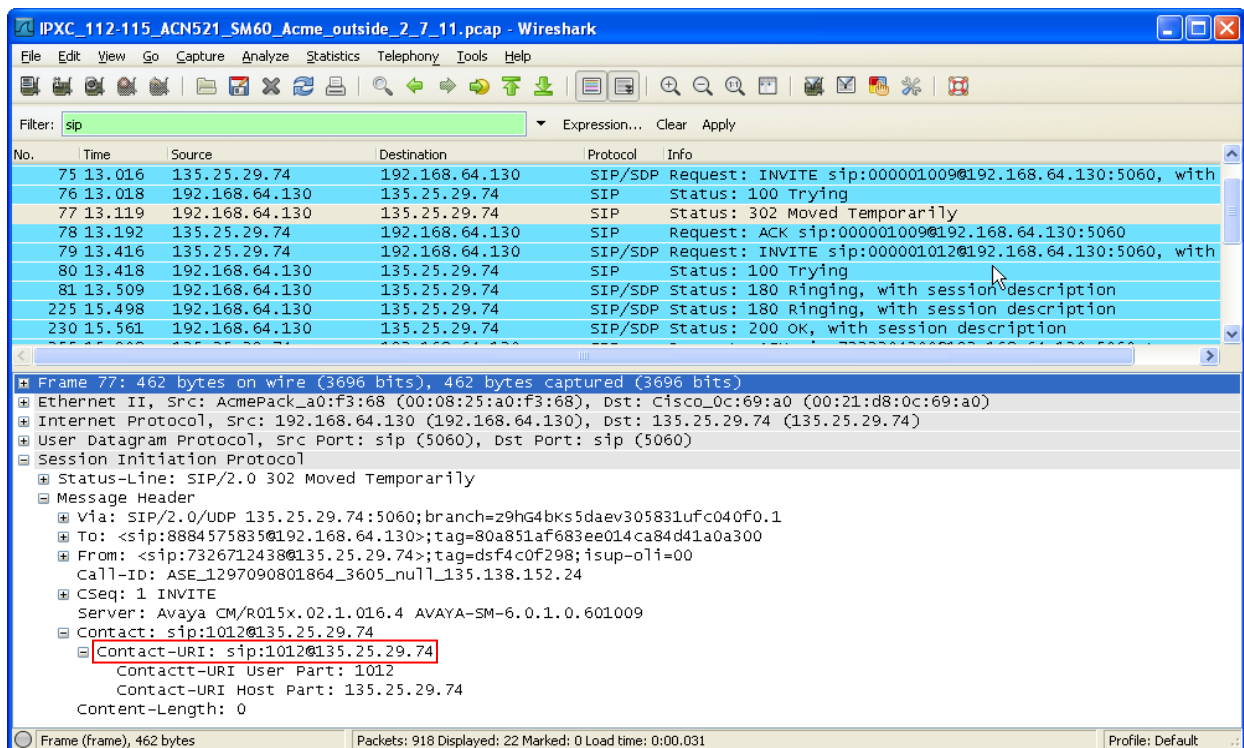 IPXC_112-115_ACN521_SM60_Acme_outside_2_7_11.pcap - Wireshark
File Edit View Go Capture Analyze Statistics Telephony Tools Help
Filter: sip Expression... Clear Apply
No. Time Source Destination Protocol Info
75 13.016 135.25.29.74 192.168.64.130 SIP/SDP Request: INVITE sip:000001009@192.168.64.130:5060, with
76 13.018 192.168.64.130 135.25.29.74 SIP Status: 100 Trying
77 13.119 192.168.64.130 135.25.29.74 SIP Status: 302 Moved Temporarily
78 13.192 135.25.29.74 192.168.64.130 SIP Request: ACK sip:000001009@192.168.64.130:5060
79 13.416 135.25.29.74 192.168.64.130 SIP/SDP Request: INVITE sip:000001012@192.168.64.130:5060, with
80 13.418 192.168.64.130 135.25.29.74 SIP Status: 100 Trying
81 13.509 192.168.64.130 135.25.29.74 SIP/SDP Status: 180 Ringing, with session description
225 15.498 192.168.64.130 135.25.29.74 SIP/SDP Status: 180 Ringing, with session description
230 15.561 192.168.64.130 135.25.29.74 SIP/SDP Status: 200 OK, with session description
Frame 77: 462 bytes on wire (3696 bits), 462 bytes captured (3696 bits)
Ethernet II, Src: AcmePack_a0:f3:68 (00:08:25:a0:f3:68), Dst: Cisco_0c:69:a0 (00:21:d8:0c:69:a0)
Internet Protocol, Src: 192.168.64.130 (192.168.64.130), Dst: 135.25.29.74 (135.25.29.74)
User Datagram Protocol, Src Port: sip (5060), Dst Port: sip (5060)
Session Initiation Protocol
Status-Line: SIP/2.0 302 Moved Temporarily
Message Header
Via: SIP/2.0/UDP 135.25.29.74:5060;branch=z9hG4bKs5daev305831ufc040f0.1
To: <sip:8884575835@192.168.64.130>;tag=80a851af683ee014ca84d41a0a300
From: <sip:7326712438@135.25.29.74>;tag=dsf4c0f298;isup-oli=00
Call-ID: ASE_1297090801864_3605_null_135.138.152.24
CSeq: 1 INVITE
Server: Avaya CM/R015x.02.1.016.4 AVAYA-SM-6.0.1.0.601009
Contact: sip:1012@135.25.29.74
Contact-URI: sip:1012@135.25.29.74
Contactt-URI User Part: 1012
Contact-URI Host Part: 135.25.29.74
Content-Length: 0
Frame (frame), 462 bytes Packets: 918 Displayed: 22 Marked: 0 Load time: 0:00.031 Profile: Default